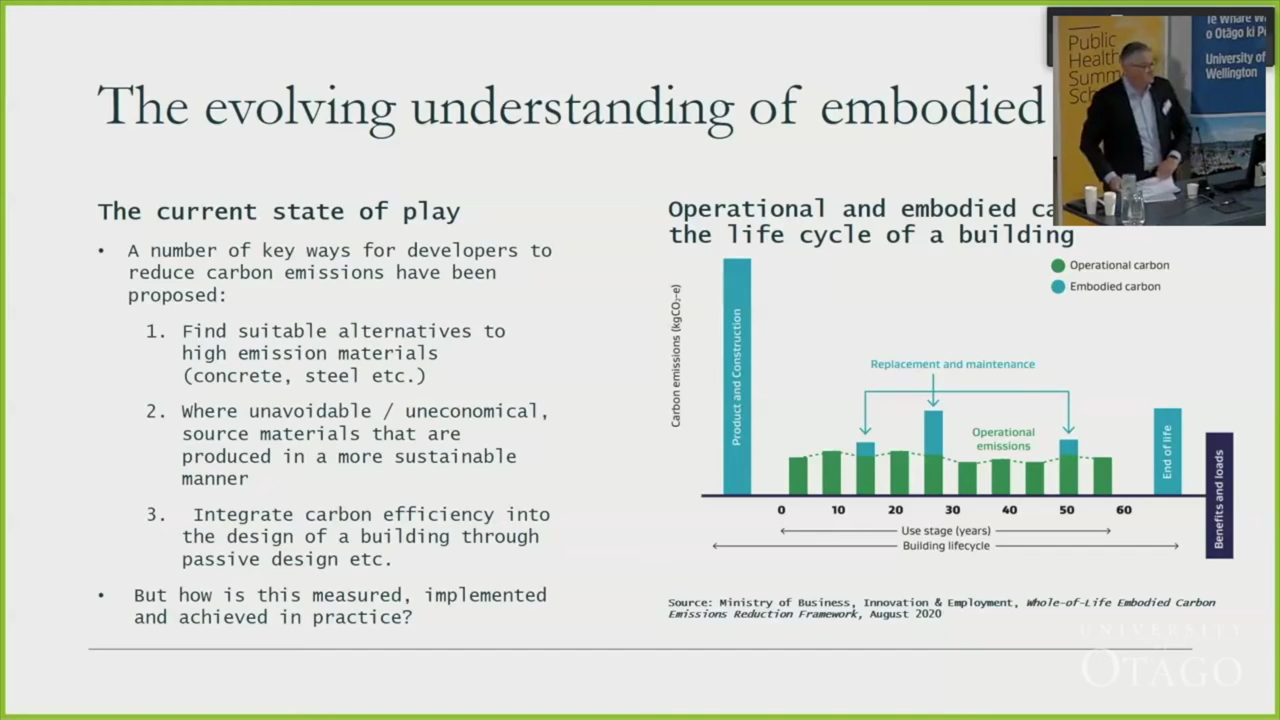 The evolving understanding of embodied
The current state of play
• A number of key ways for developers to
reduce carbon emissions have been
proposed:
1. Find suitable alternatives to
high emission materials
(concrete, steel etc.)
2. Where unavoidable / uneconomical,
source materials that are
produced in a more sustainable
manner
3. Integrate carbon efficiency into
the design of a building through
passive design etc.
• But how is this measured, implemented
and achieved in practice?
Operational and embodied ca
the life cycle of a building
Operational carbon
Embodied carbon
Carbon emissions (kgCO₂-e)
Product and Construction
Replacement and maintenance
Operational
emissions
End of life
Benefits and loads
0 10 20 30 40 50 60
Use stage (years)
Building lifecycle
Source: Ministry of Business, Innovation & Employment, Whole-of-Life Embodied Carbon
Emissions Reduction Framework, August 2020
UNIVERSITY
OTAGO
Public
Health
Summ
Sch
Te Whare W
o Otāgo ki Pō
University of
Wellington